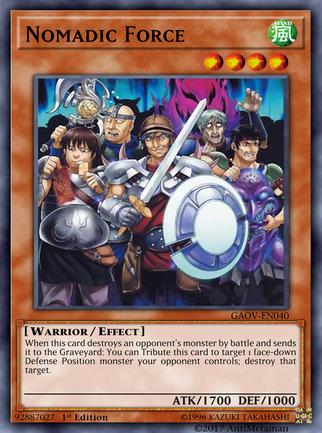 Nomadic Force
WIND
風
GAOV-EN040
[Warrior / Effect]
When this card destroys an opponent's monster by battle and sends
it to the Graveyard: You can Tribute this card to target 1 face-down
Defense Position monster your opponent controls; destroy that
target.
ATK/1700 DEF/1000
92887027 1st Edition ©1996 KAZUKI TAKAHASHI
©2017 AntiMetaman